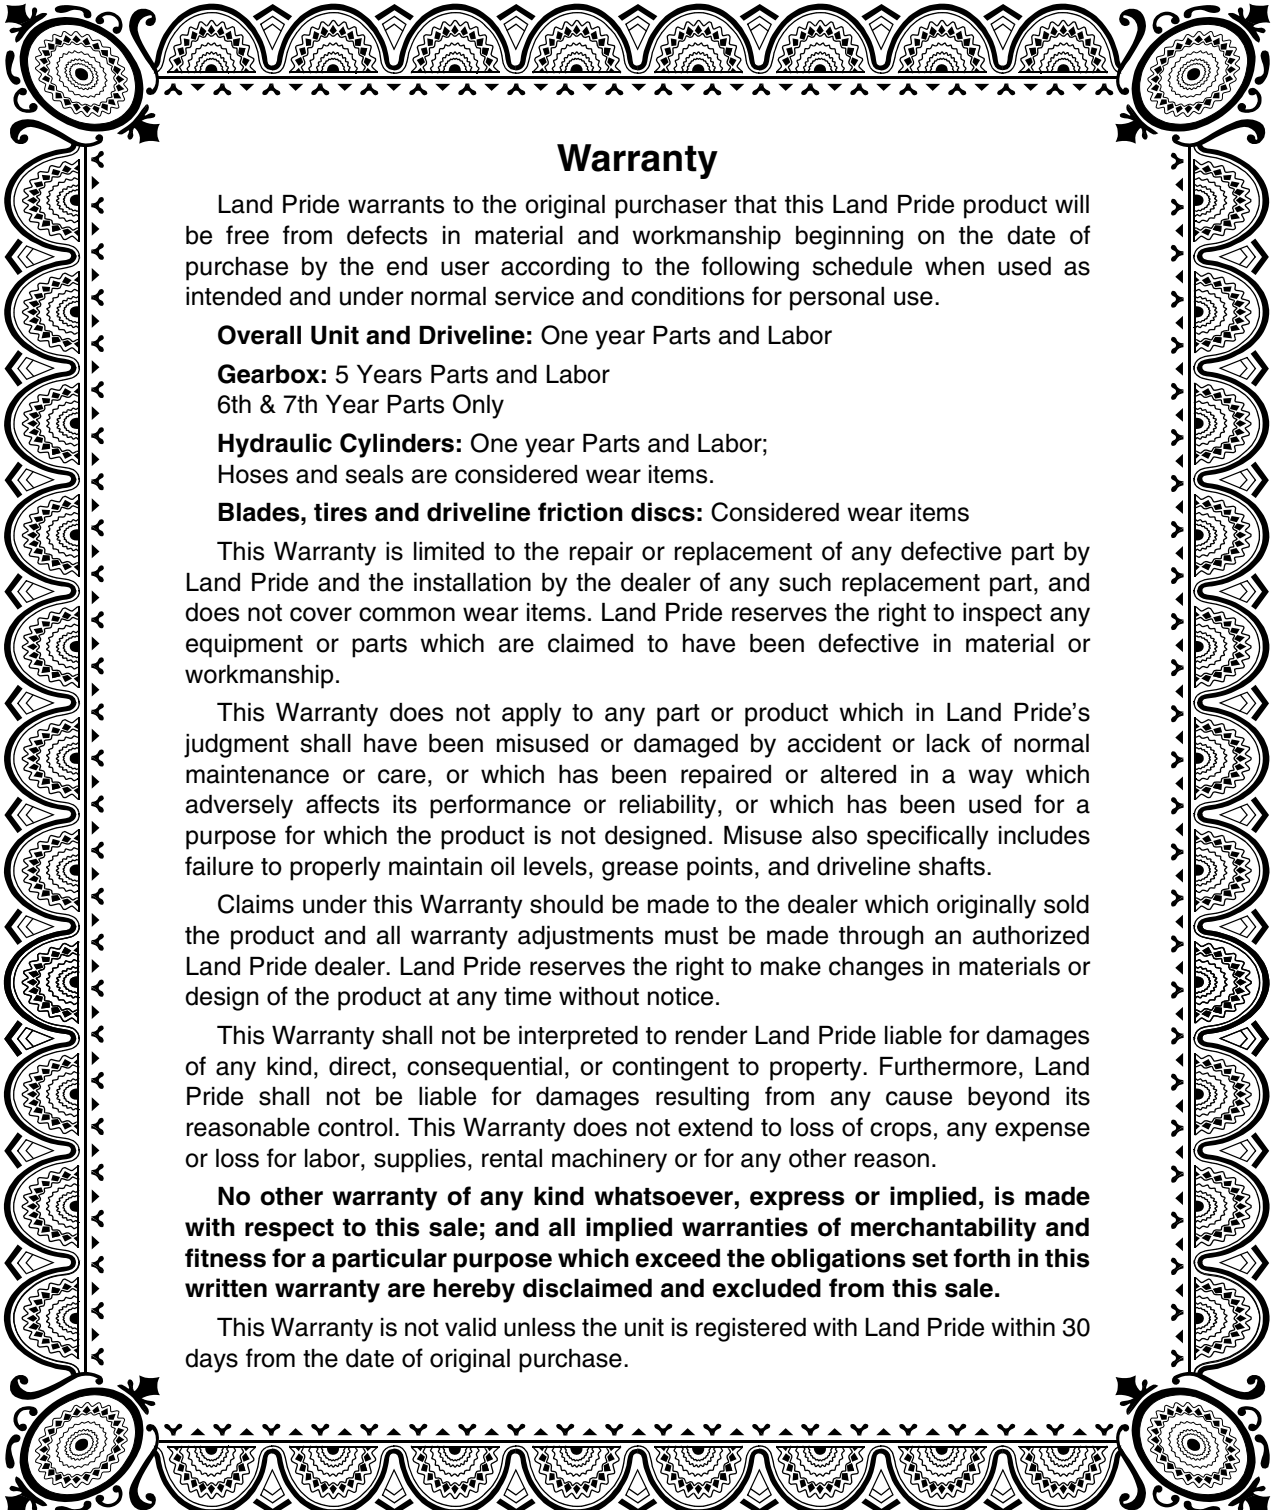 Warranty
Land Pride warrants to the original purchaser that this Land Pride product will
be free from defects in material and workmanship beginning on the date of
purchase by the end user according to the following schedule when used as
intended and under normal service and conditions for personal use.
Overall Unit and Driveline: One year Parts and Labor
Gearbox: 5 Years Parts and Labor
6th & 7th Year Parts Only
Hydraulic Cylinders: One year Parts and Labor;
Hoses and seals are considered wear items.
Blades, tires and driveline friction discs: Considered wear items
This Warranty is limited to the repair or replacement of any defective part by
Land Pride and the installation by the dealer of any such replacement part, and
does not cover common wear items. Land Pride reserves the right to inspect any
equipment or parts which are claimed to have been defective in material or
workmanship.
This Warranty does not apply to any part or product which in Land Pride’s
judgment shall have been misused or damaged by accident or lack of normal
maintenance or care, or which has been repaired or altered in a way which
adversely affects its performance or reliability, or which has been used for a
purpose for which the product is not designed. Misuse also specifically includes
failure to properly maintain oil levels, grease points, and driveline shafts.
Claims under this Warranty should be made to the dealer which originally sold
the product and all warranty adjustments must be made through an authorized
Land Pride dealer. Land Pride reserves the right to make changes in materials or
design of the product at any time without notice.
This Warranty shall not be interpreted to render Land Pride liable for damages
of any kind, direct, consequential, or contingent to property. Furthermore, Land
Pride shall not be liable for damages resulting from any cause beyond its
reasonable control. This Warranty does not extend to loss of crops, any expense
or loss for labor, supplies, rental machinery or for any other reason.
No other warranty of any kind whatsoever, express or implied, is made
with respect to this sale; and all implied warranties of merchantability and
fitness for a particular purpose which exceed the obligations set forth in this
written warranty are hereby disclaimed and excluded from this sale.
This Warranty is not valid unless the unit is registered with Land Pride within 30
days from the date of original purchase.